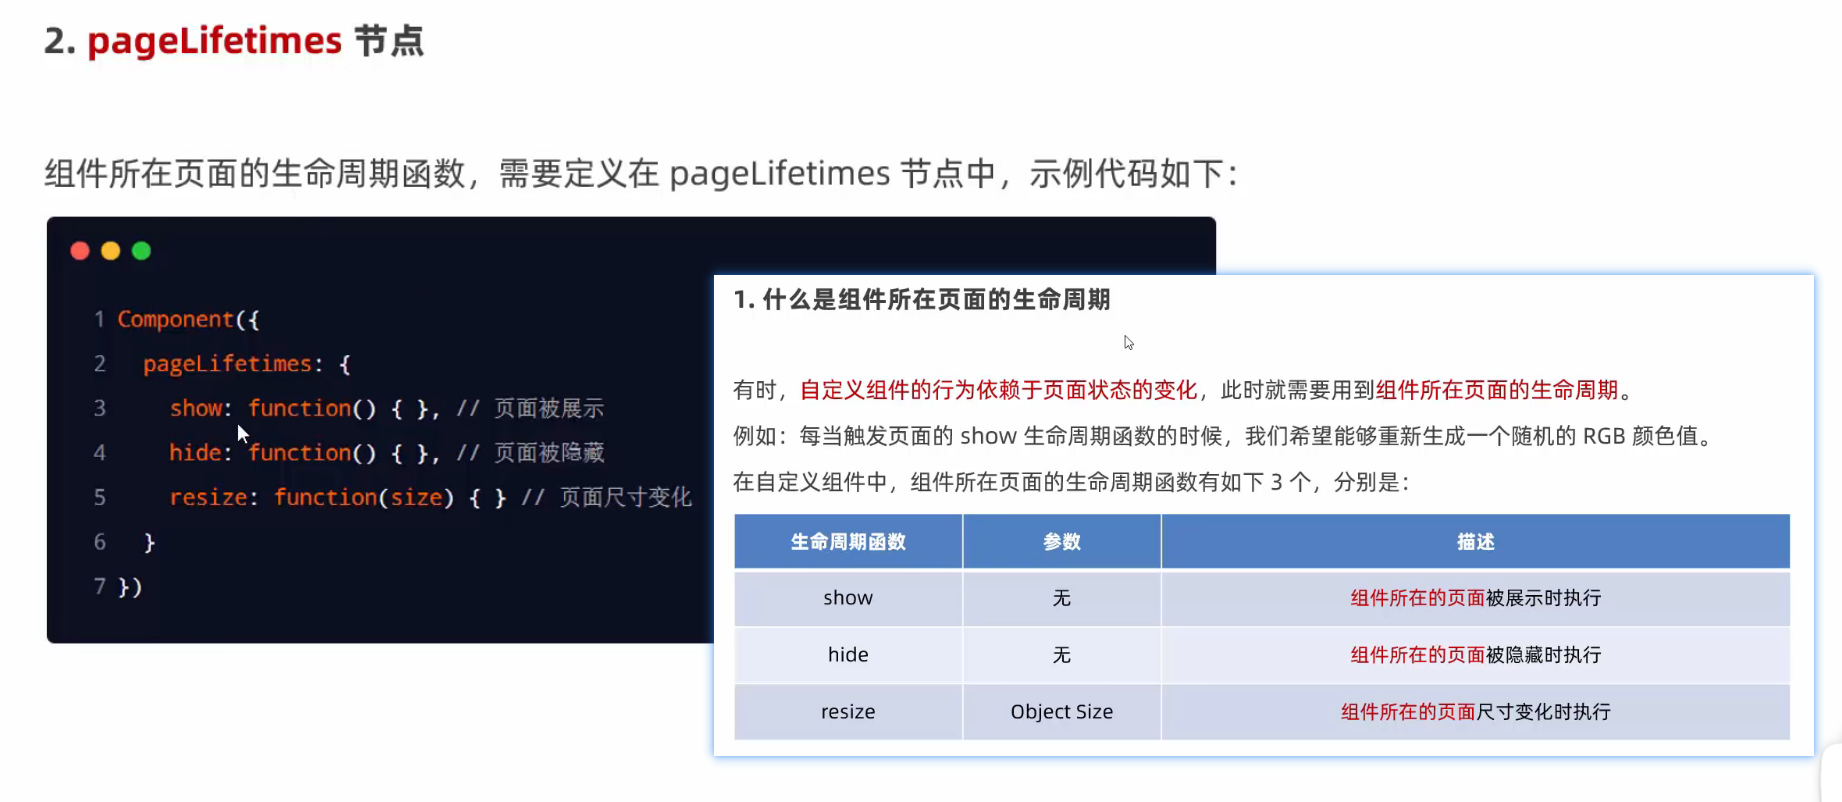 2. pageLifetimes 节点
组件所在页面的生命周期函数，需要定义在 pageLifetimes 节点中，示例代码如下：
1 Component({
2 pageLifetimes: {
3 show: function() { }, // 页面被展示
4 hide: function() { }, // 页面被隐藏
5 resize: function(size) { } // 页面尺寸变化
6 }
7 })
1. 什么是组件所在页面的生命周期
有时，自定义组件的行为依赖于页面状态的变化，此时就需要用到组件所在页面的生命周期。
例如：每当触发页面的 show 生命周期函数的时候，我们希望能够重新生成一个随机的 RGB 颜色值。
在自定义组件中，组件所在页面的生命周期函数有如下 3 个，分别是：
生命周期函数 参数 描述
show 无 组件所在的页面被展示时执行
hide 无 组件所在的页面被隐藏时执行
resize Object Size 组件所在的页面尺寸变化时执行